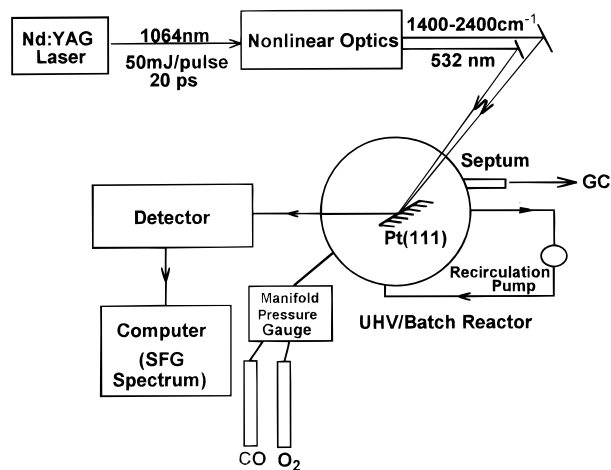 Nd:YAG
Laser
1064nm
50mJ/pulse
20 ps
Nonlinear Optics
1400-2400cm⁻¹
532 nm
Septum
GC
Detector
Pt(111)
Recirculation
Pump
Manifold
Pressure
Gauge
UHV/Batch Reactor
Computer
(SFG
Spectrum)
CO
O₂